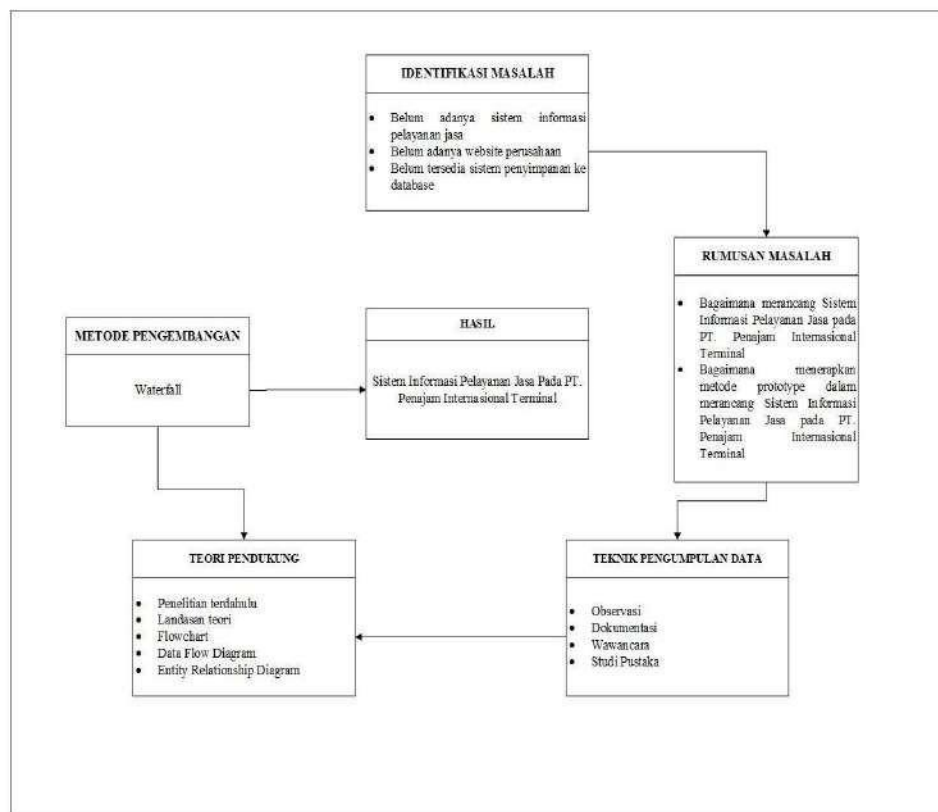 IDENTIFIKASI MASALAH
• Belum adanya sistem informasi
pelayanan jasa
• Belum adanya website perusahaan
• Belum tersedia sistem penyimpanan ke
database
RUMUSAN MASALAH
• Bagaimana merancang Sistem
Informasi Pelayanan Jasa pada
PT. Penajam Internasional
Terminal
• Bagaimana menerapkan
metode prototype dalam
merancang Sistem Informasi
Pelayanan Jasa pada PT.
Penajam Internasional
Terminal
METODE PENGEMBANGAN
Waterfall
HASIL
Sistem Informasi Pelayanan Jasa Pada PT.
Penajam Internasional Terminal
TEORI PENDUKUNG
• Penelitian terdahulu
• Landasan teori
• Flowchart
• Data Flow Diagram
• Entity Relationship Diagram
TEKNIK PENGUMPULAN DATA
• Observasi
• Dokumentasi
• Wawancara
• Studi Pustaka